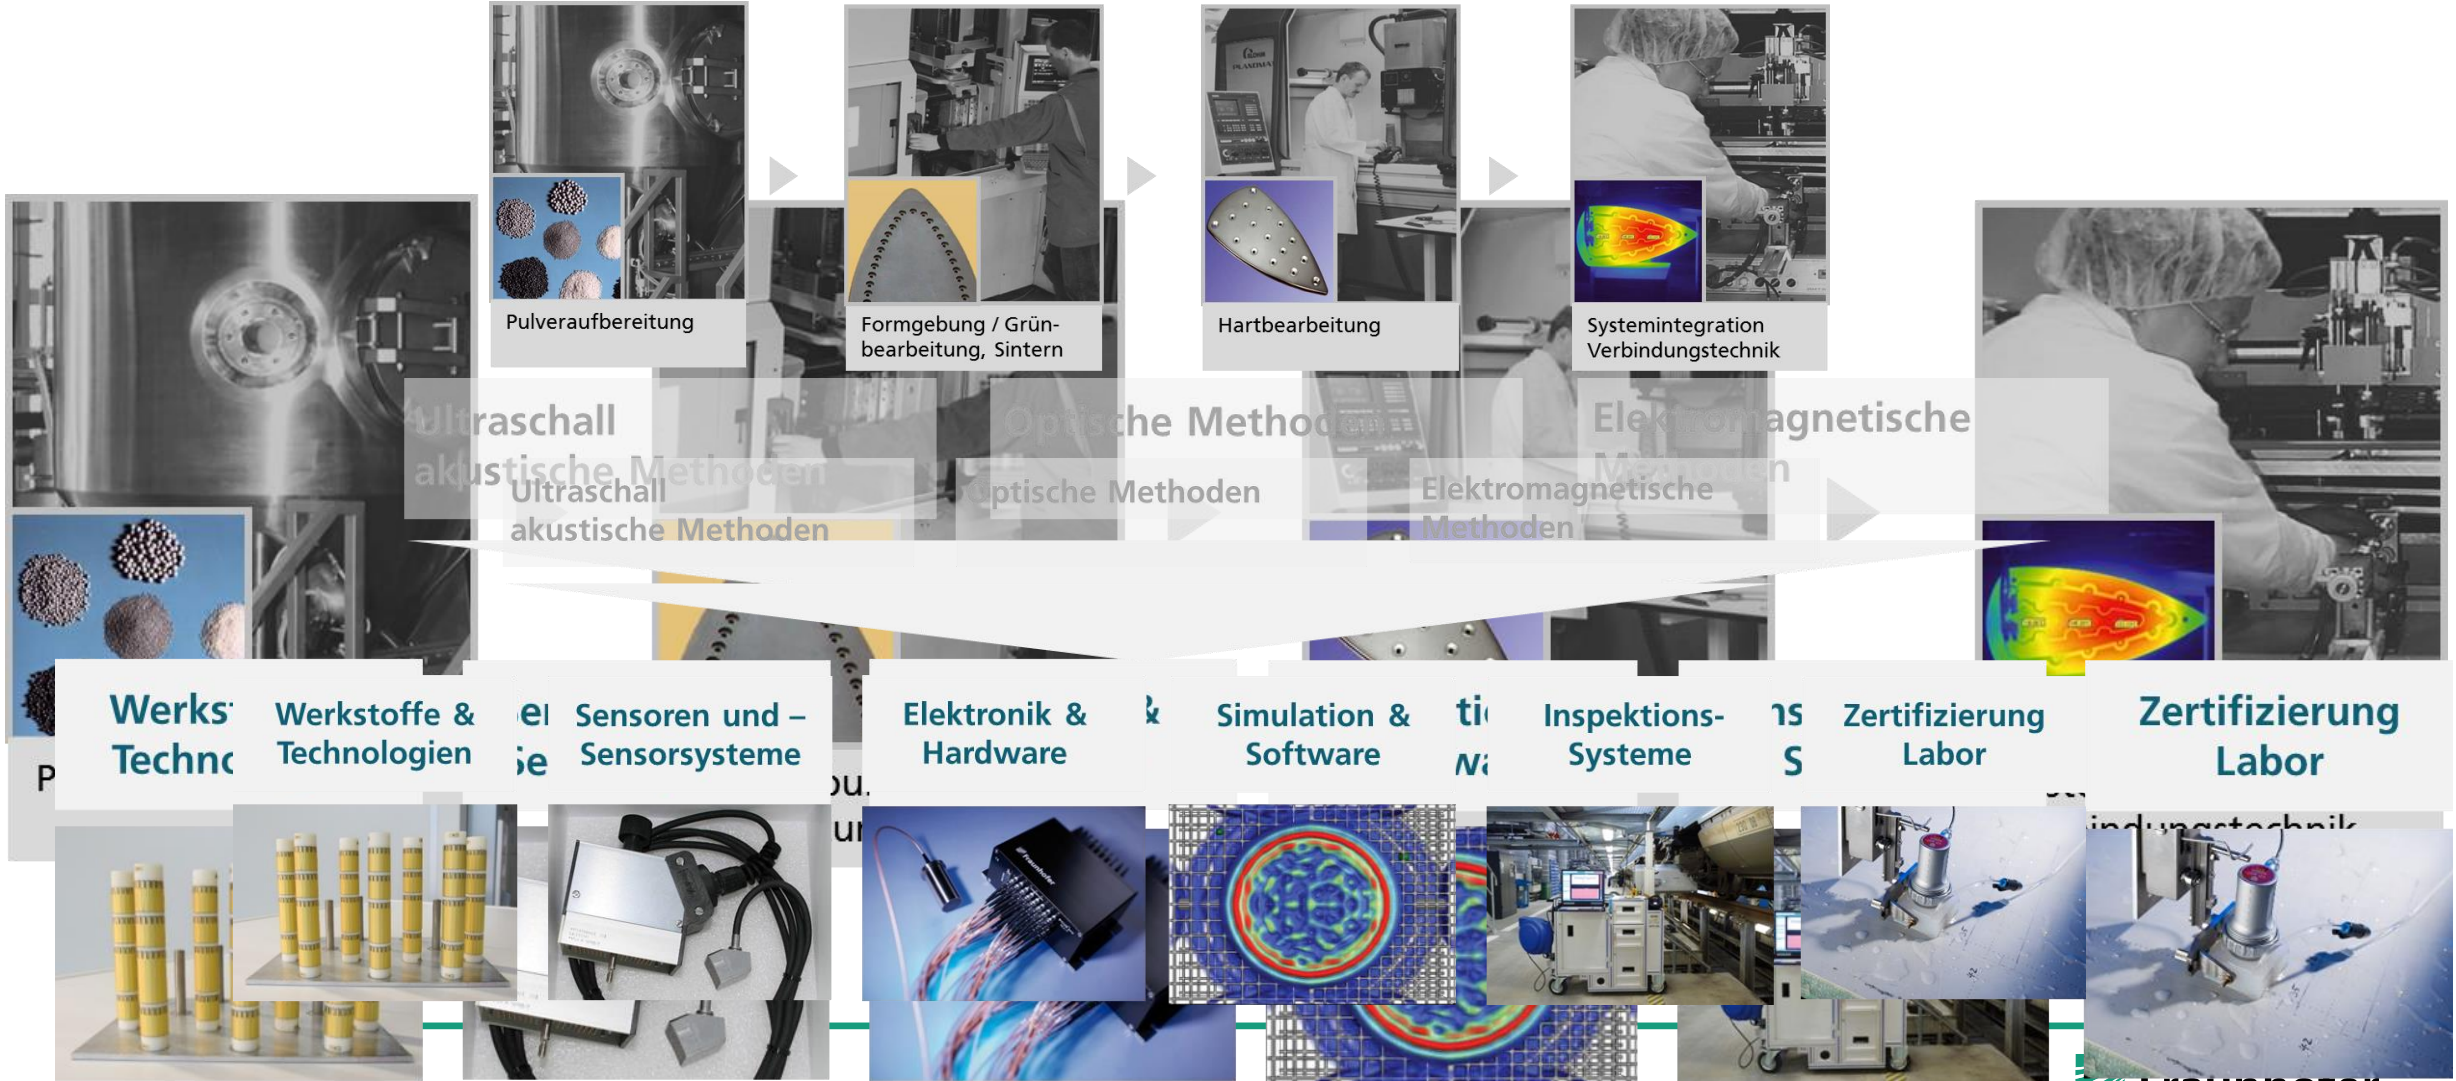 Pulveraufbereitung
Formgebung / Grün-
bearbeitung, Sintern
Hartbearbeitung
Systemintegration
Verbindungstechnik
Ultraschall
akustische Methoden
Optische Methoden
Elektromagnetische
Methoden
Ultraschall
akustische Methoden
Optische Methoden
Elektromagnetische
Methoden
Werkstoffe &
Technologien
Sensoren und –
Sensorsysteme
Elektronik &
Hardware
Simulation &
Software
Inspektions-
Systeme
Zertifizierung
Labor
Zertifizierung
Labor
Fraunhofer